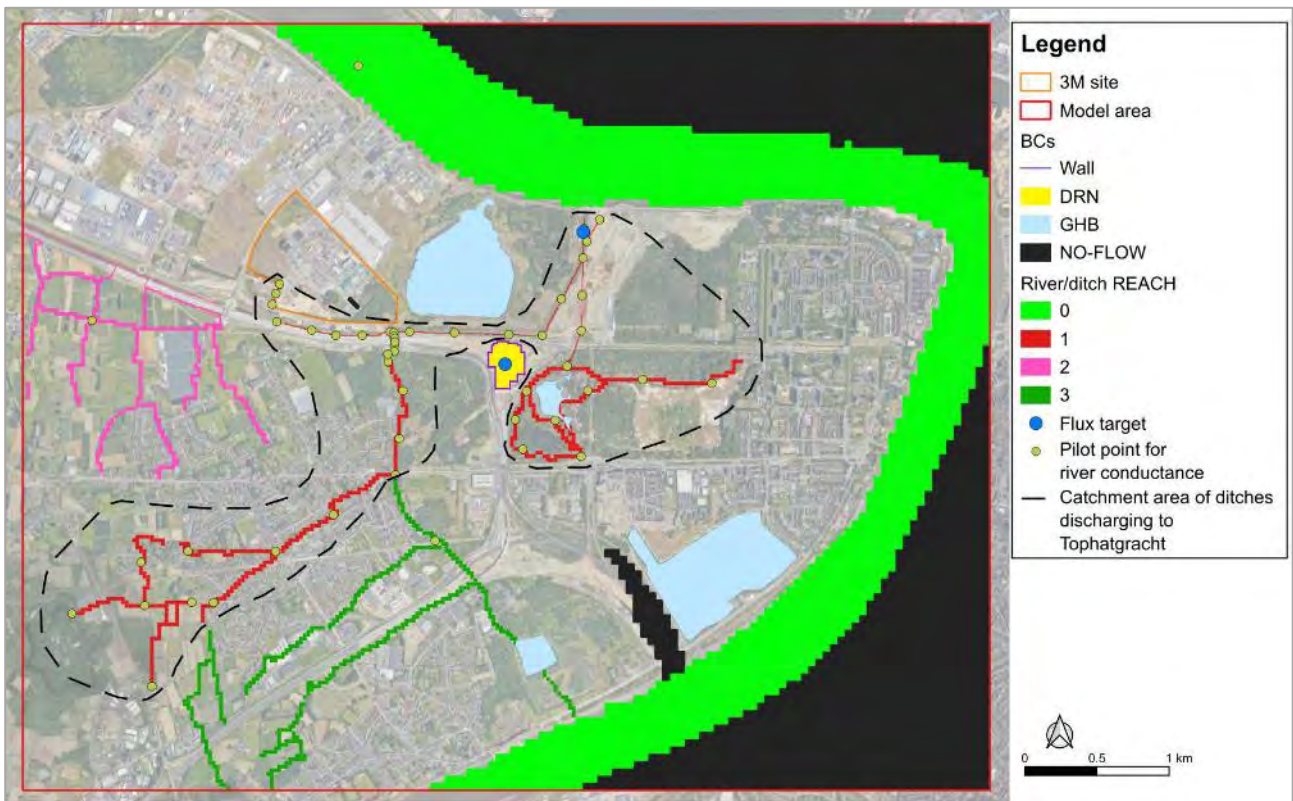 Legend
3M site
Model area
BCs
Wall
DRN
GHB
NO-FLOW
River/ditch REACH
0
1
2
3
Flux target
Pilot point for
river conductance
Catchment area of ditches
discharging to
Tophatgracht
0 0.5 1 km